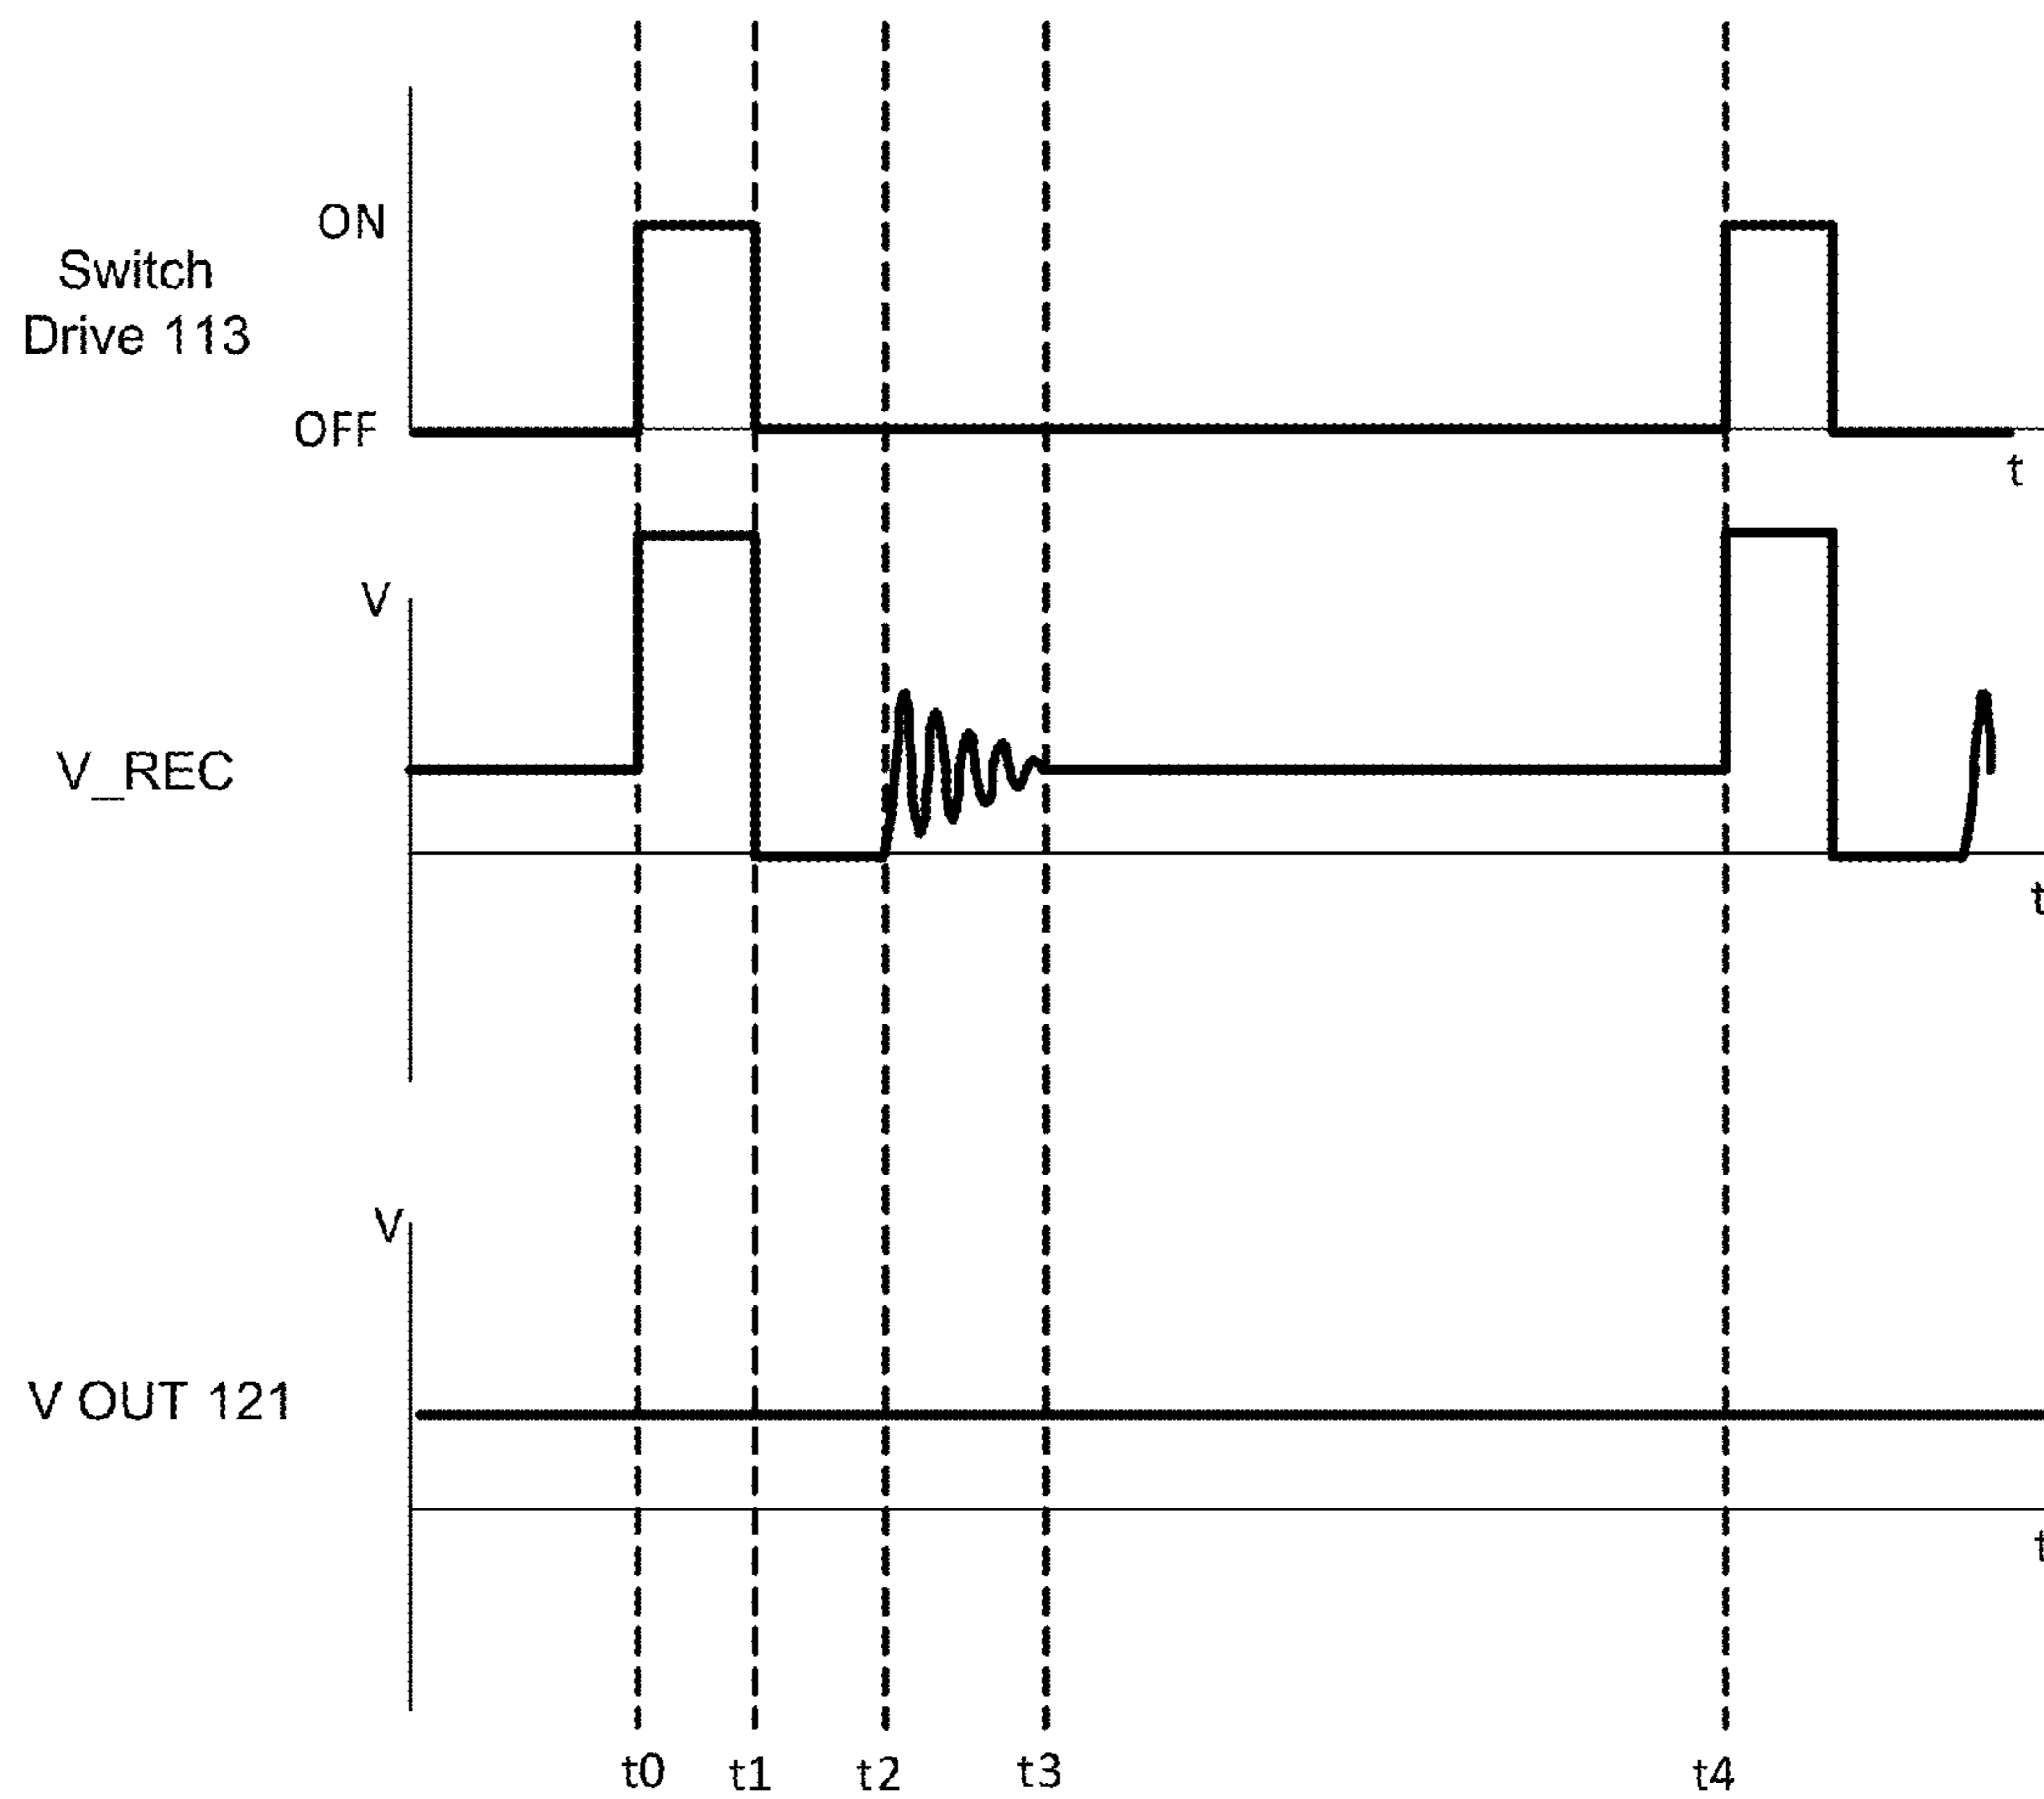 ON
Switch
Drive 113
OFF
t
V
V_REC
t
V
V OUT 121
t
t0
t1
t2
t3
t4